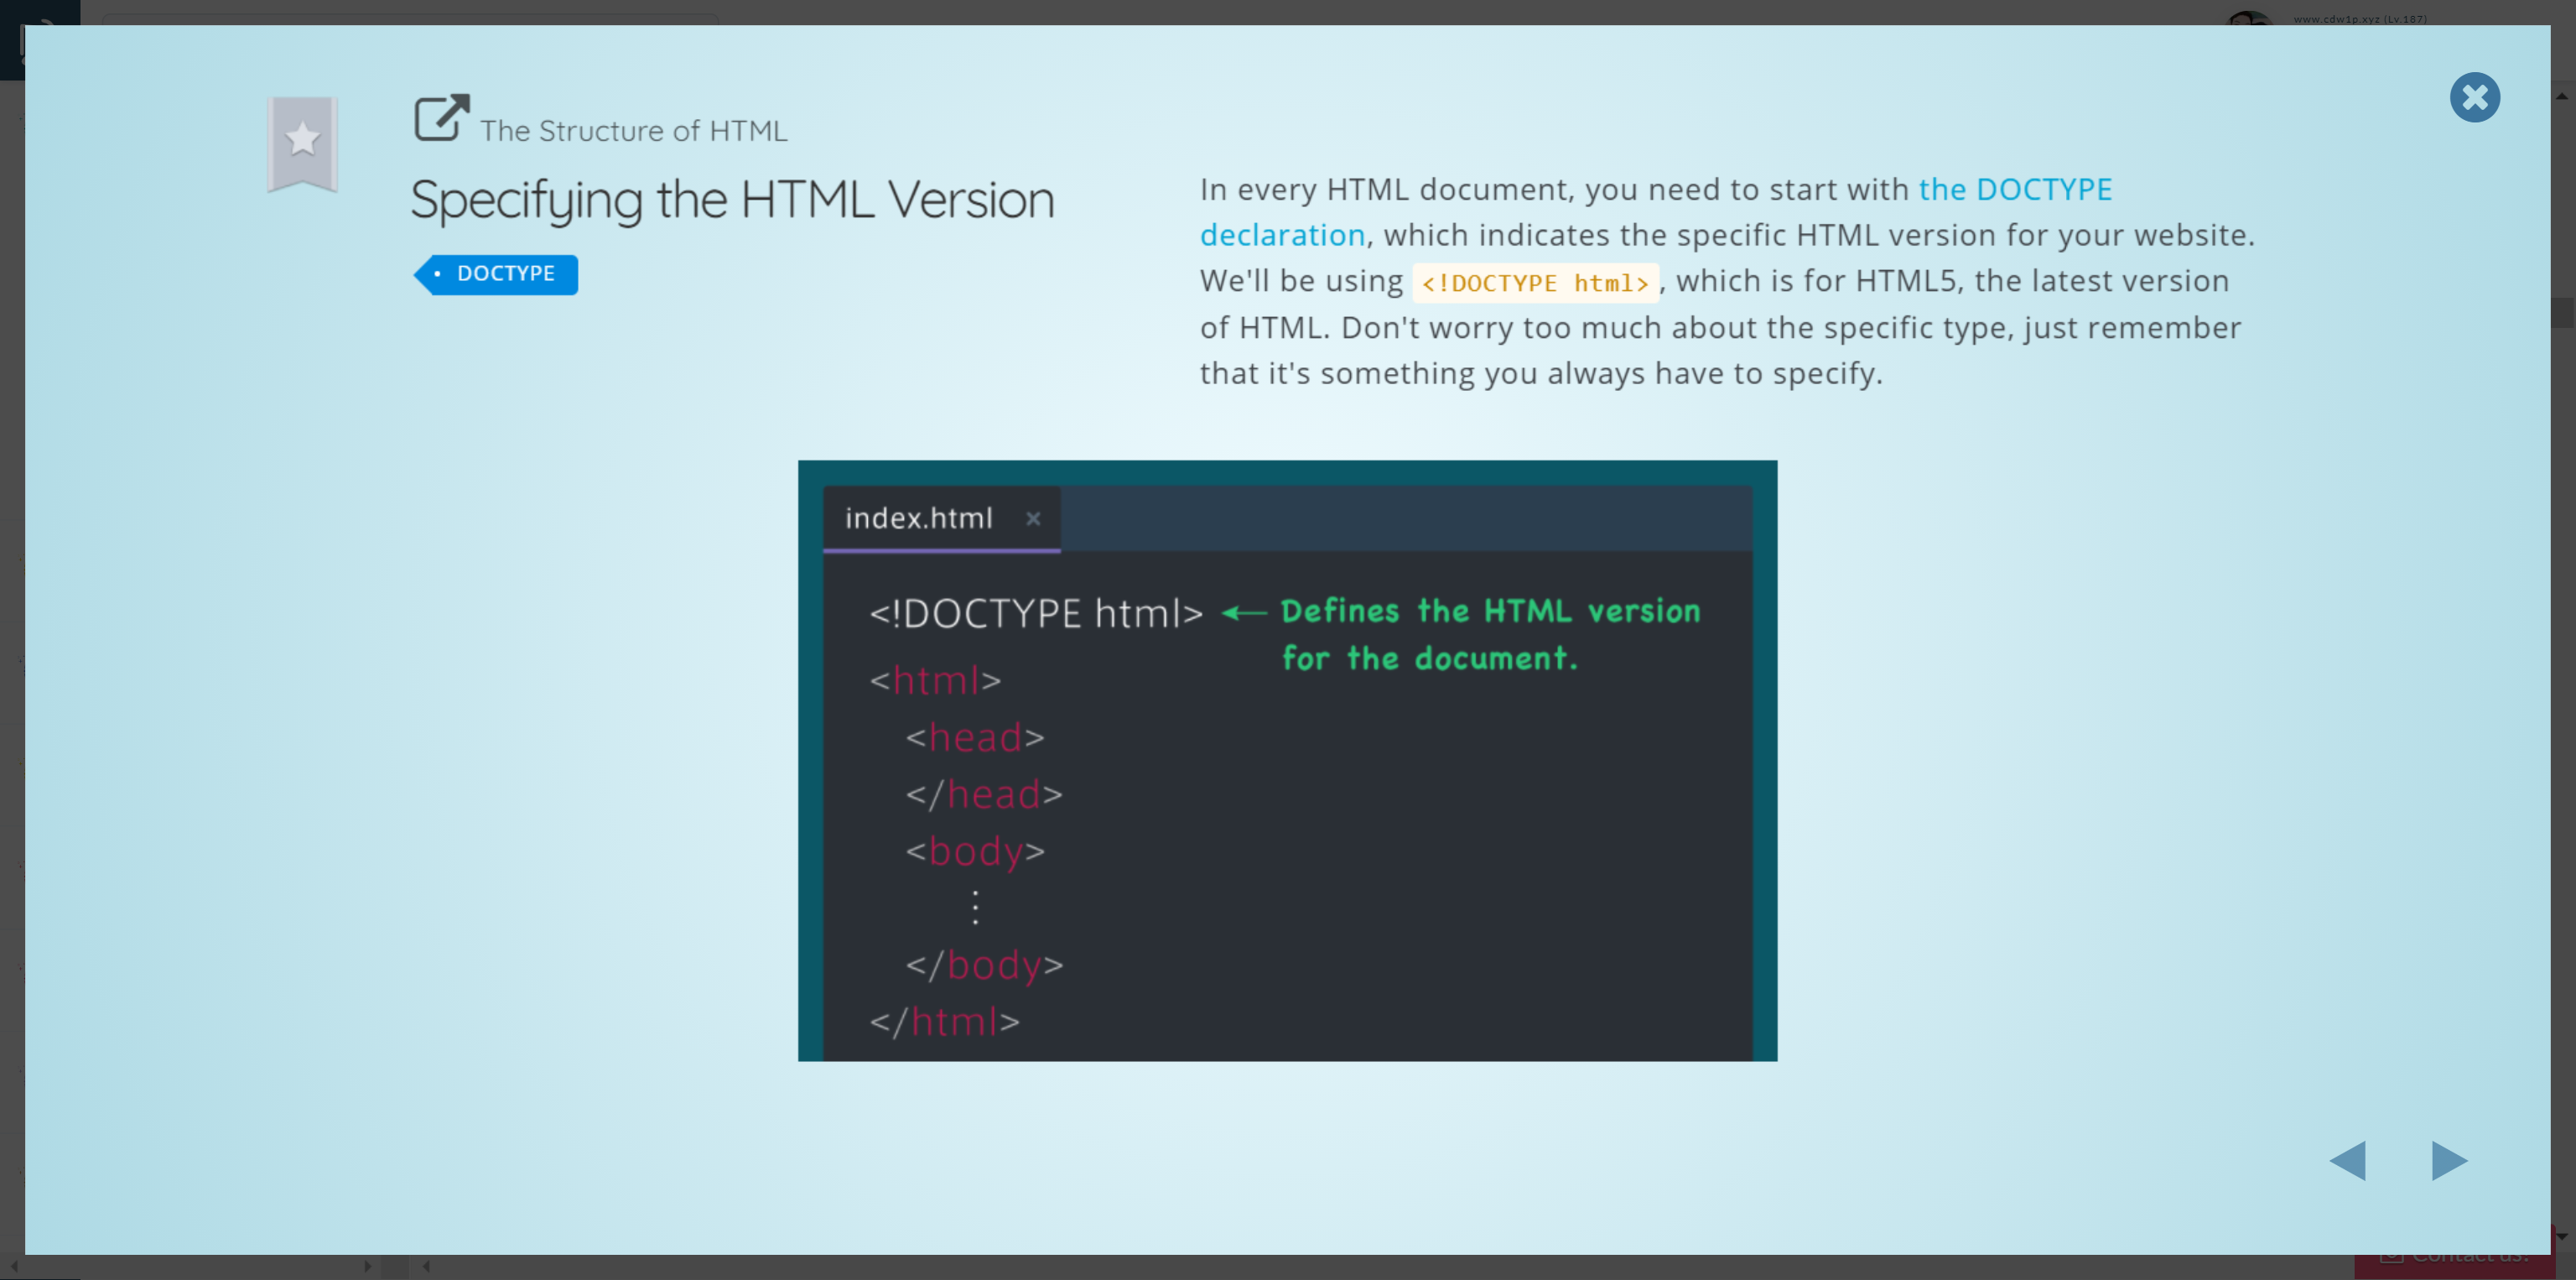 www.cdw1p.xyz (Lv.187)
The Structure of HTML
Specifying the HTML Version
• DOCTYPE
In every HTML document, you need to start with the DOCTYPE
declaration, which indicates the specific HTML version for your website.
We'll be using <!DOCTYPE html>, which is for HTML5, the latest version
of HTML. Don't worry too much about the specific type, just remember
that it's something you always have to specify.
index.html ×
<!DOCTYPE html> ← Defines the HTML version
for the document.
<html>
<head>
</head>
<body>
⋮
</body>
</html>
Contact us!